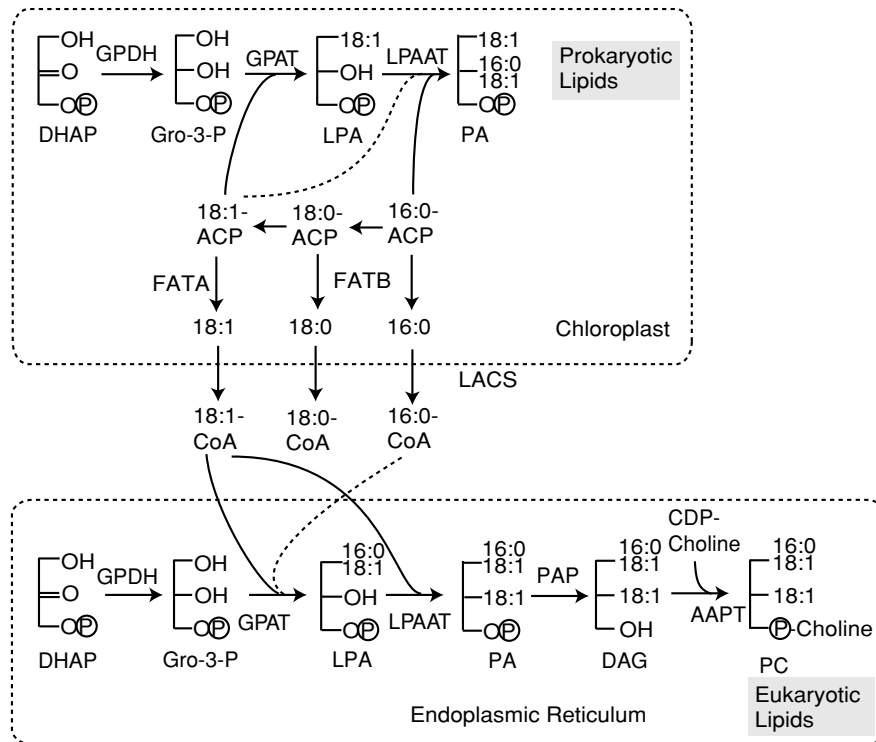 OH
O
OP
DHAP
GPDH
OH
OH
OP
Gro-3-P
GPAT
18:1
OH
OP
LPA
LPAAT
18:1
16:0
18:1
OP
PA
Prokaryotic
Lipids
18:1-
ACP
18:0-
ACP
16:0-
ACP
FATA
FATB
18:1
18:0
16:0
Chloroplast
LACS
18:1-
CoA
18:0-
CoA
16:0-
CoA
OH
O
OP
DHAP
GPDH
OH
OH
OP
Gro-3-P
GPAT
16:0
18:1
OH
OP
LPA
LPAAT
16:0
18:1
18:1
OP
PA
PAP
16:0
18:1
18:1
OH
DAG
CDP-
Choline
AAPT
16:0
18:1
18:1
P-Choline
PC
Eukaryotic
Lipids
Endoplasmic Reticulum